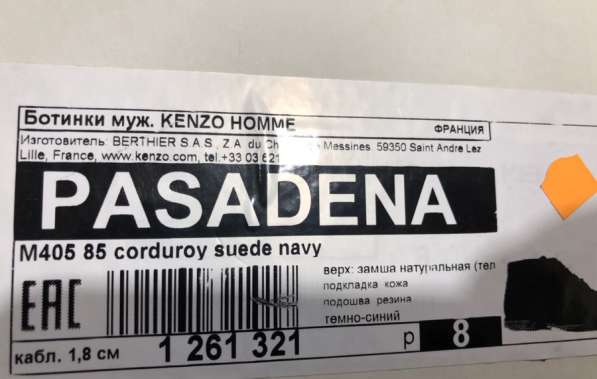 Ботинки муж. KENZO HOMME
ФРАНЦИЯ
Изготовитель: BERTHIER S.A.S., Z.A. du Messines 59350 Saint Andre Lez
Lille, France, www.kenzo.com, tel.+33 03
PASADENA
M405 85 corduroy suede navy
верх: замша натуральная (тел
подкладка кожа
подошва резина
темно-синий
EAC
кабл. 1,8 см
1 261 321
р 8